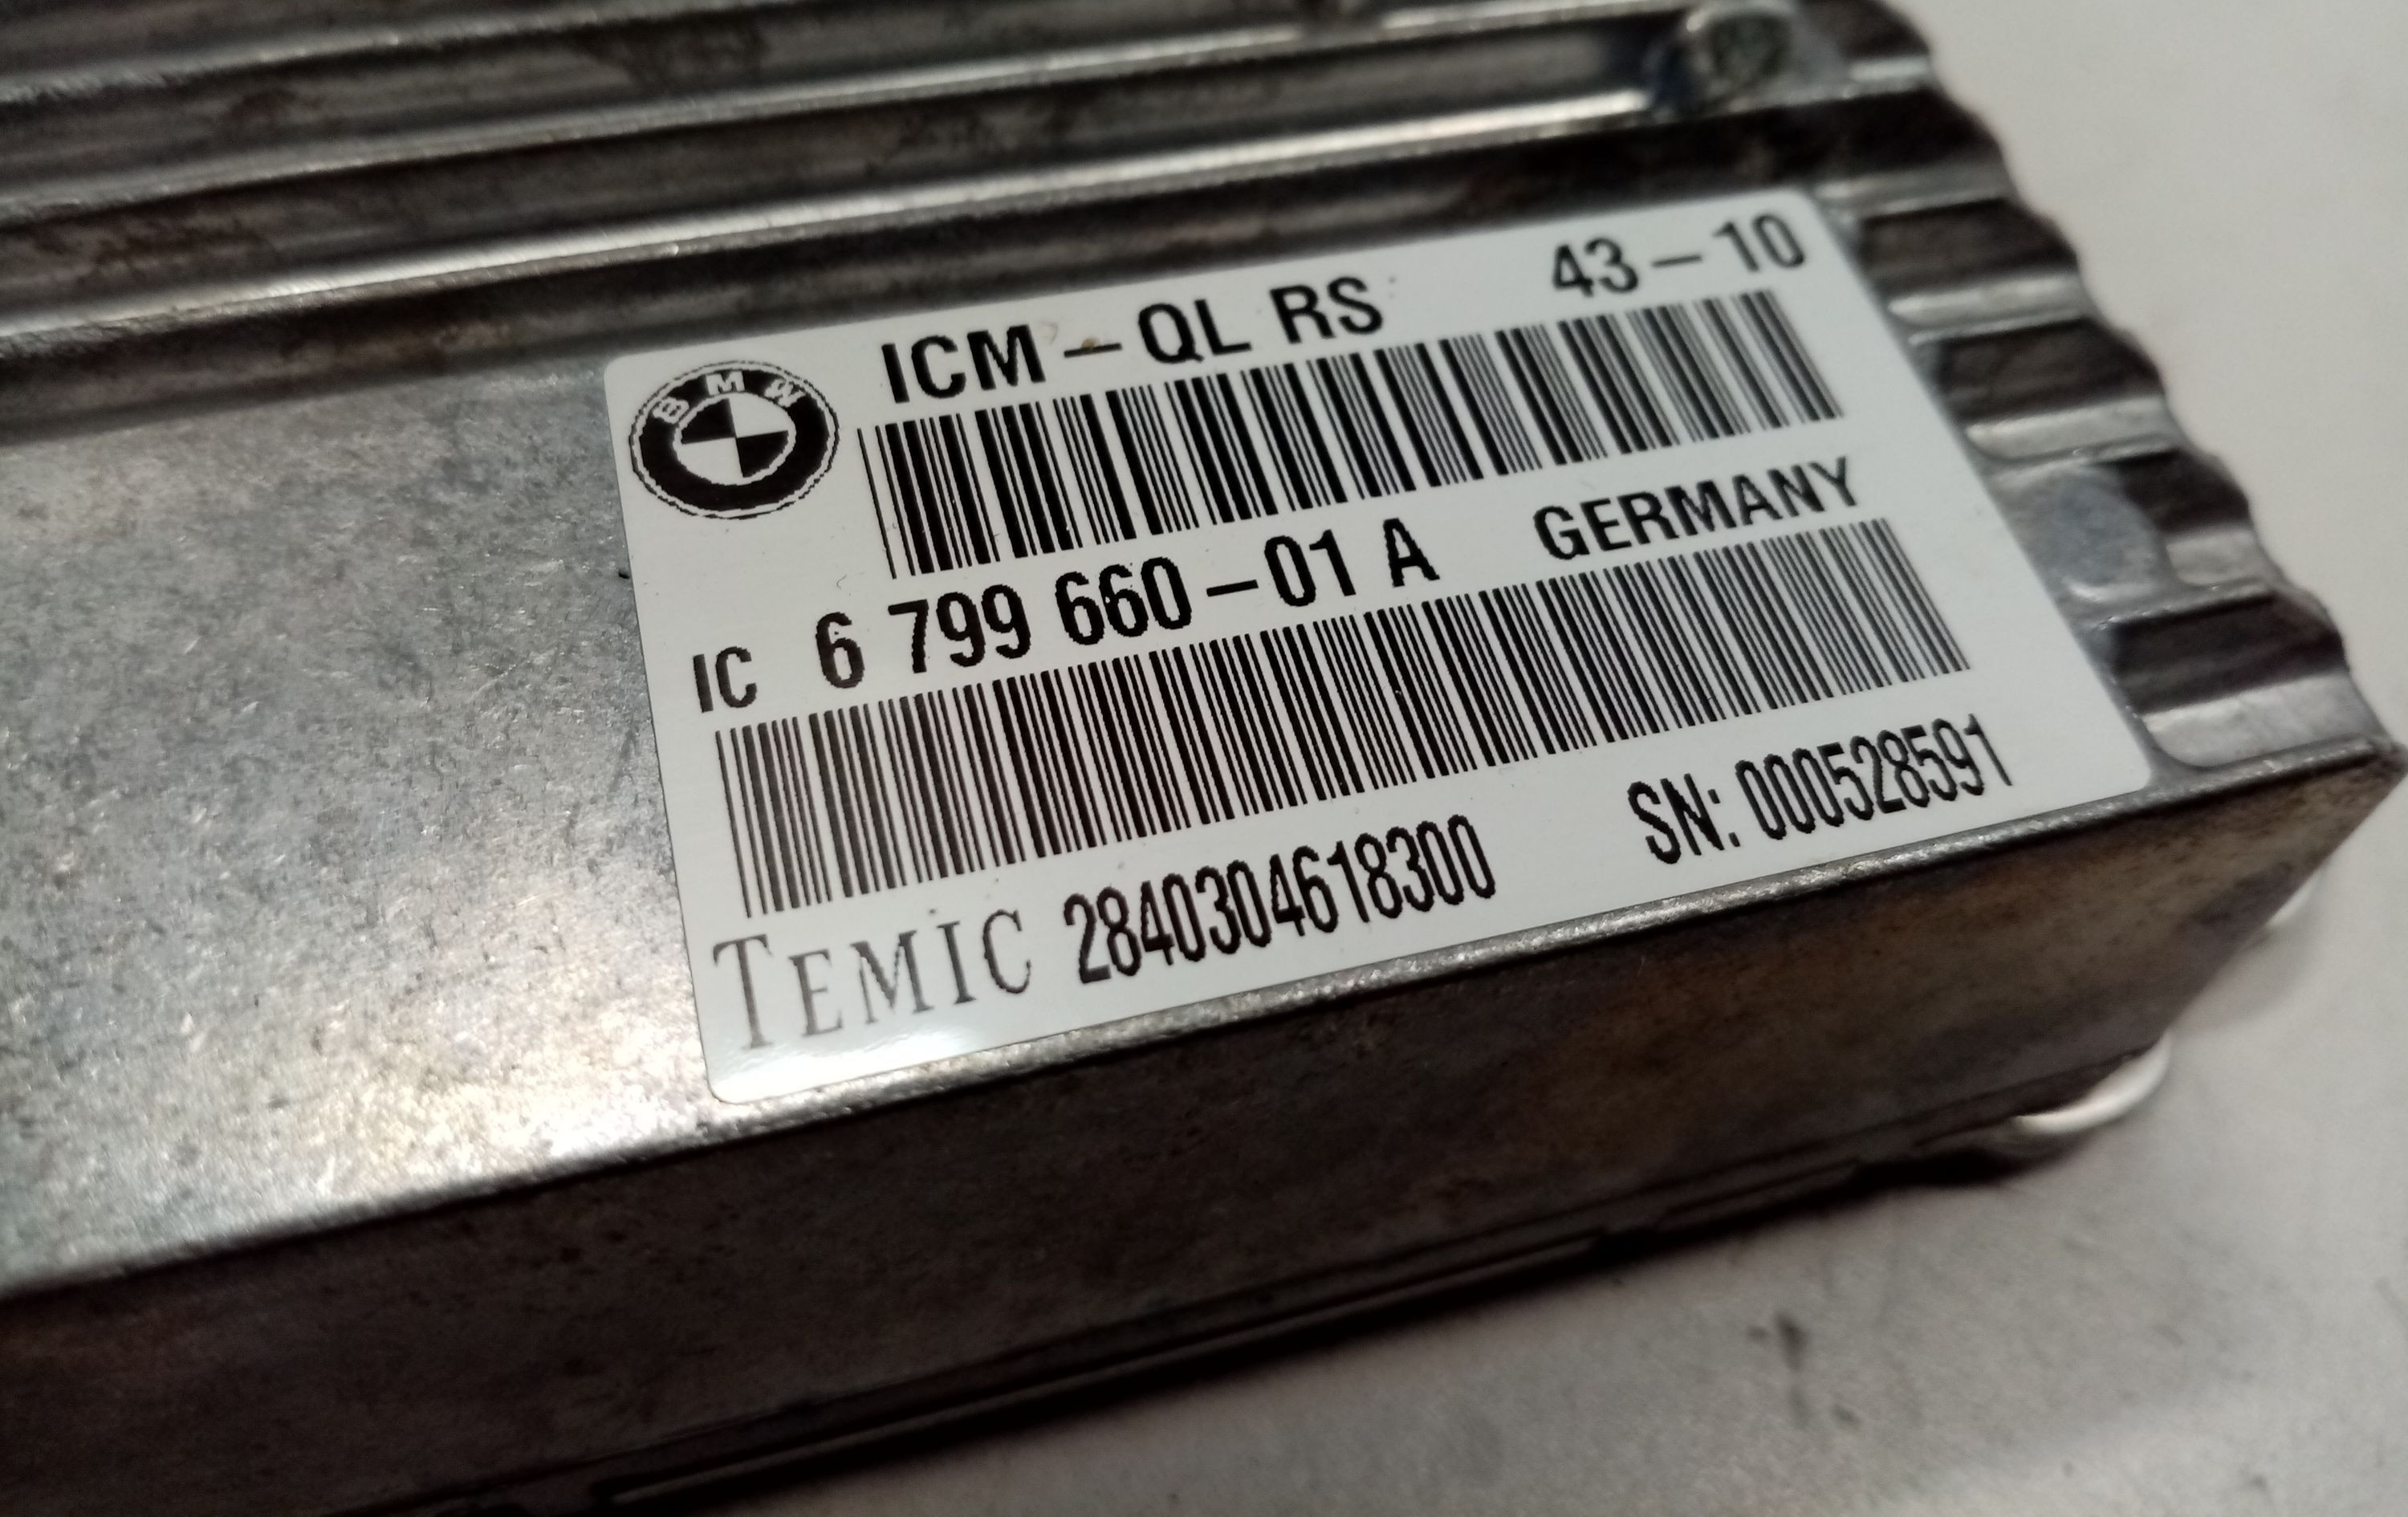 BMW
ICM - QL RS 43 - 10
IC 6 799 660 - 01 A GERMANY
TEMIC 2840304618300 SN: 000528591